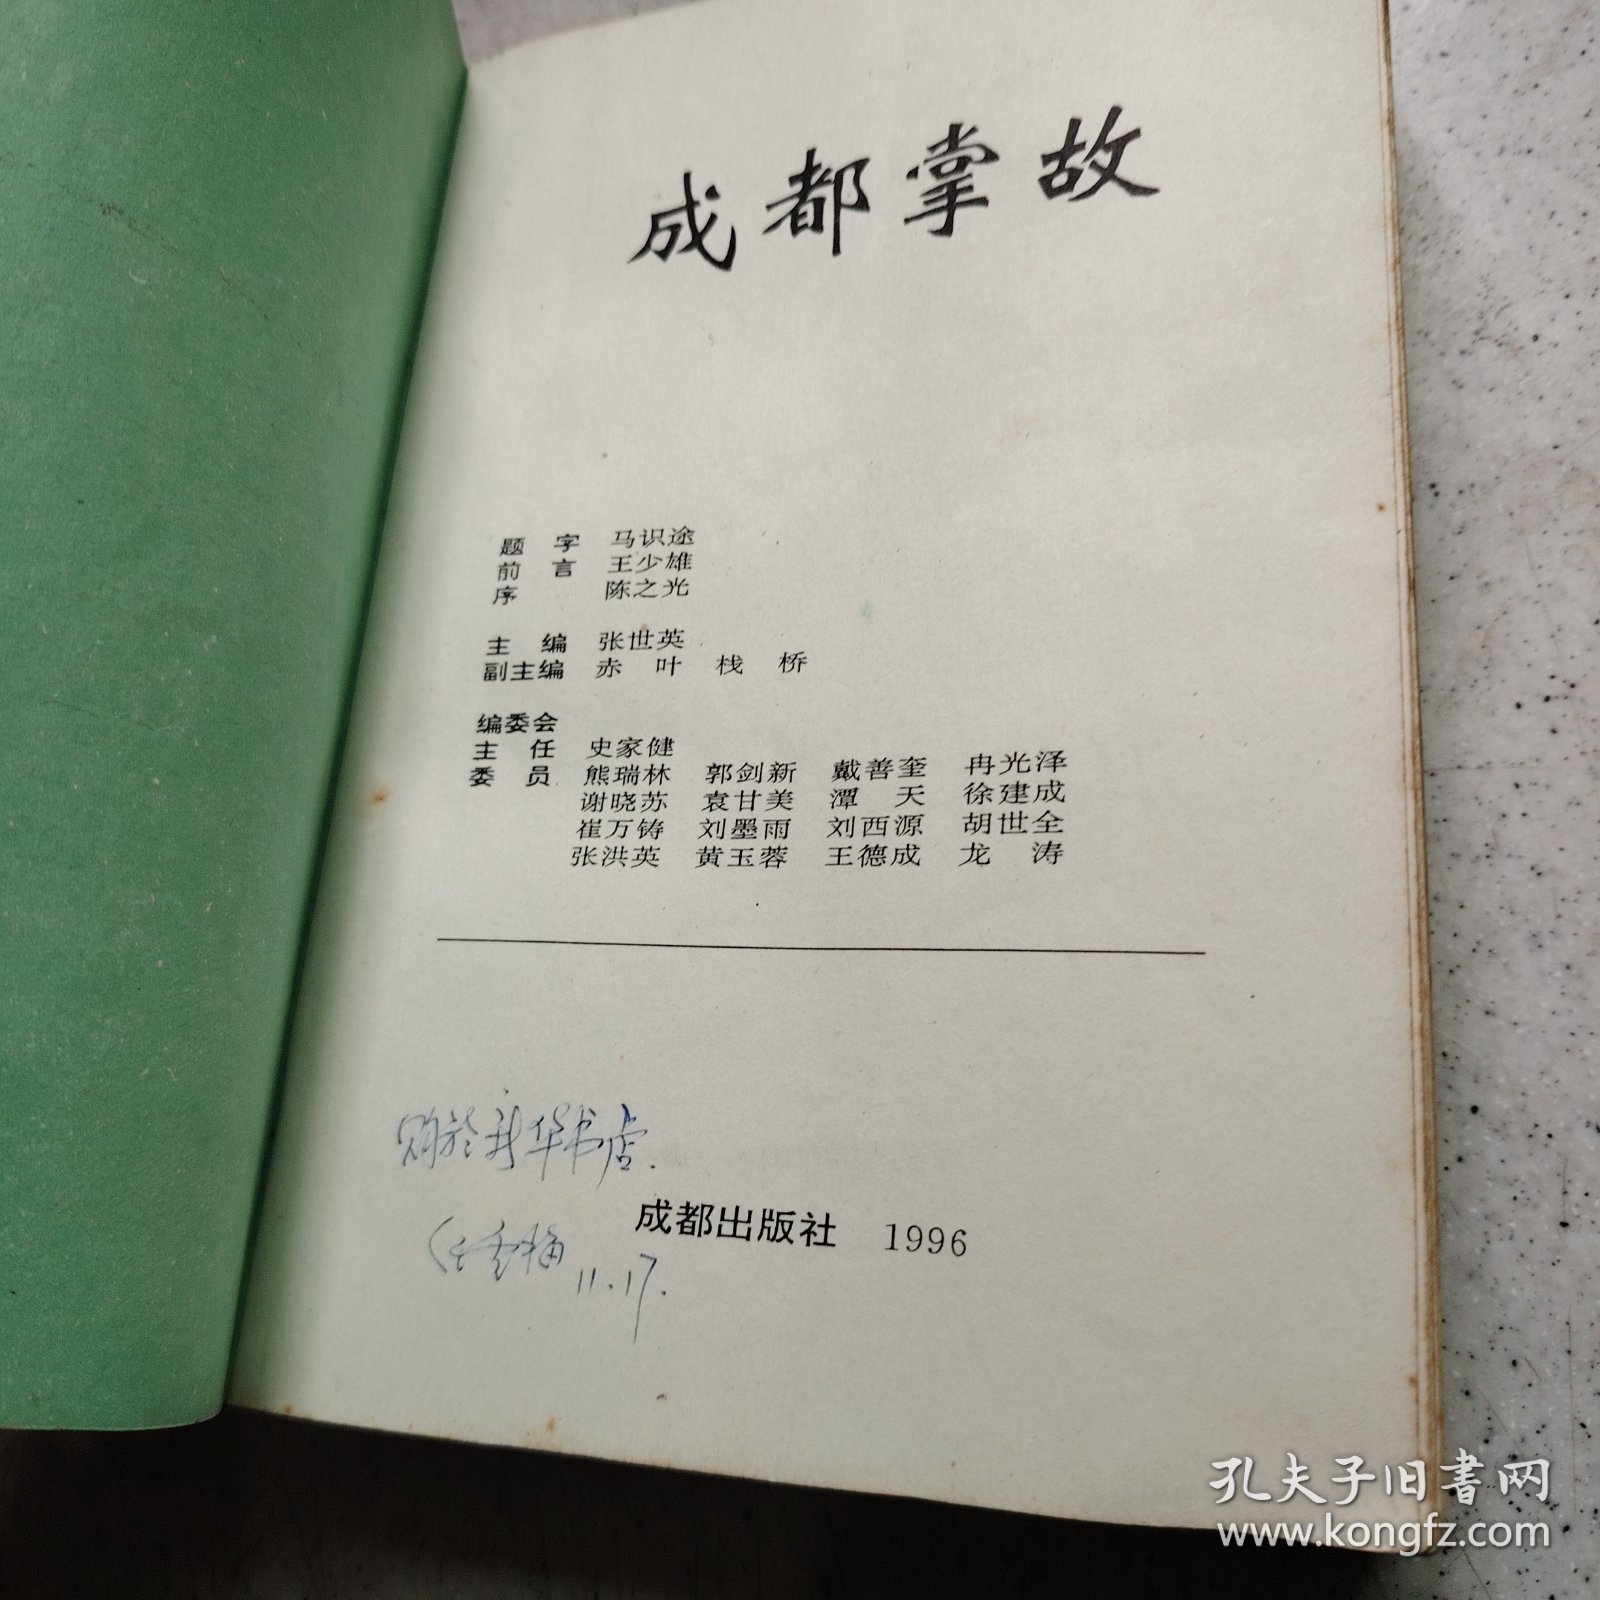 成都掌故
题 字 马识途
前 言 王少雄
序 陈之光
主 编 张世英
副主编 赤 叶 栈 桥
编委会
主 任 史家健
委 员 熊瑞林 郭剑新 戴善奎 冉光泽
谢晓苏 袁甘美 潭 天 徐建成
崔万铸 刘墨雨 刘西源 胡世全
张洪英 黄玉蓉 王德成 龙 涛
购於新华书店.
11.17.
成都出版社 1996
孔夫子旧书网
www.kongfz.com